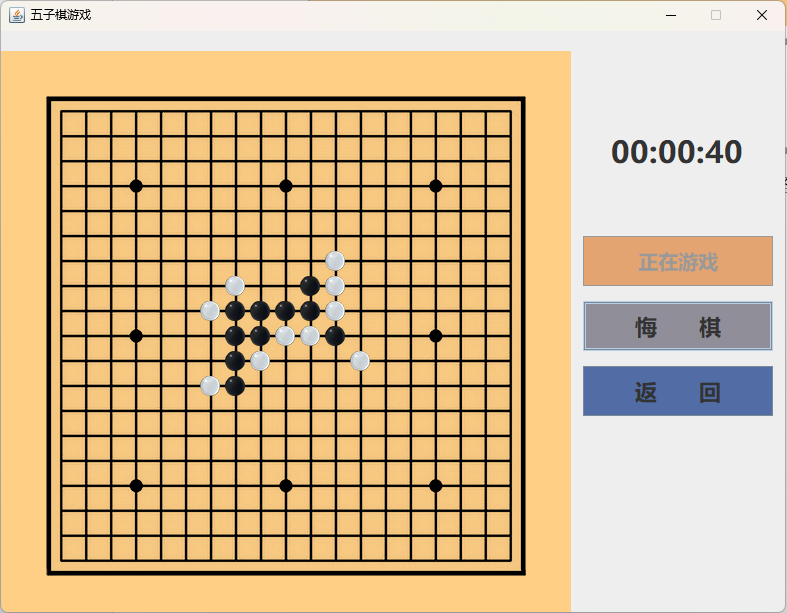 五子棋游戏
00:00:40
正在游戏
悔 棋
返 回